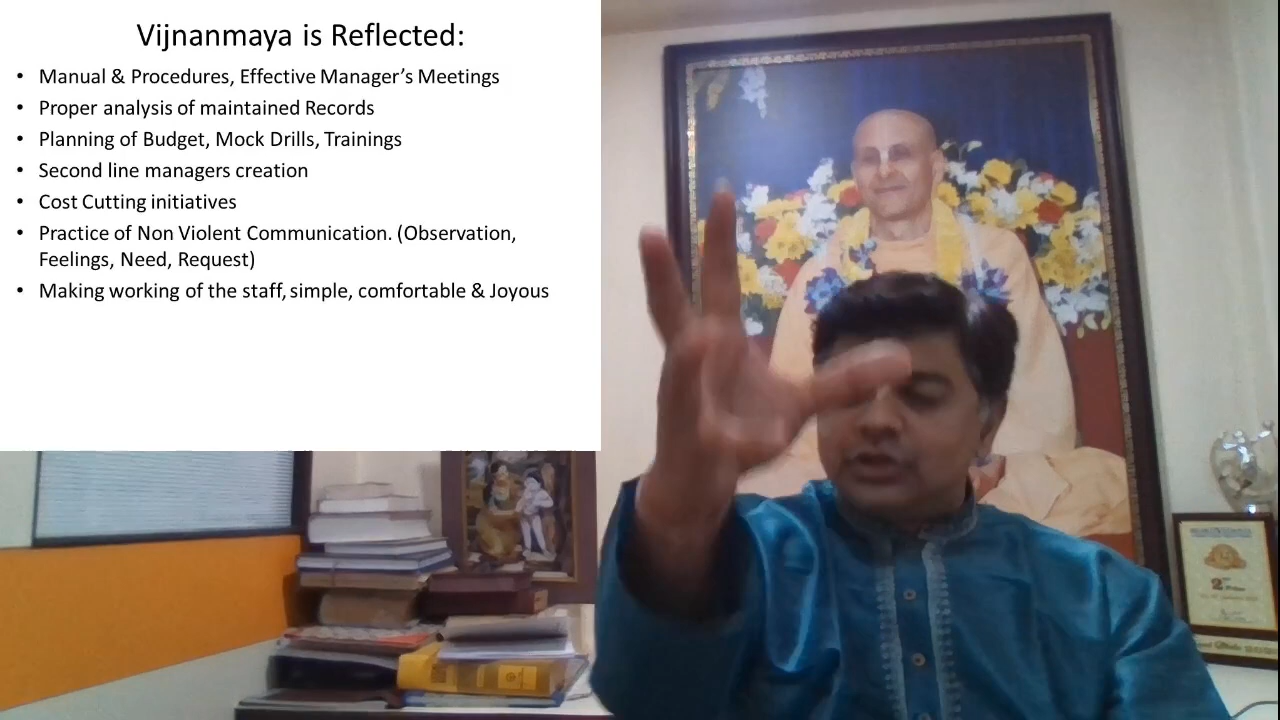 Vijnanmaya is Reflected:
• Manual & Procedures, Effective Manager’s Meetings
• Proper analysis of maintained Records
• Planning of Budget, Mock Drills, Trainings
• Second line managers creation
• Cost Cutting initiatives
• Practice of Non Violent Communication. (Observation,
Feelings, Need, Request)
• Making working of the staff, simple, comfortable & Joyous
2